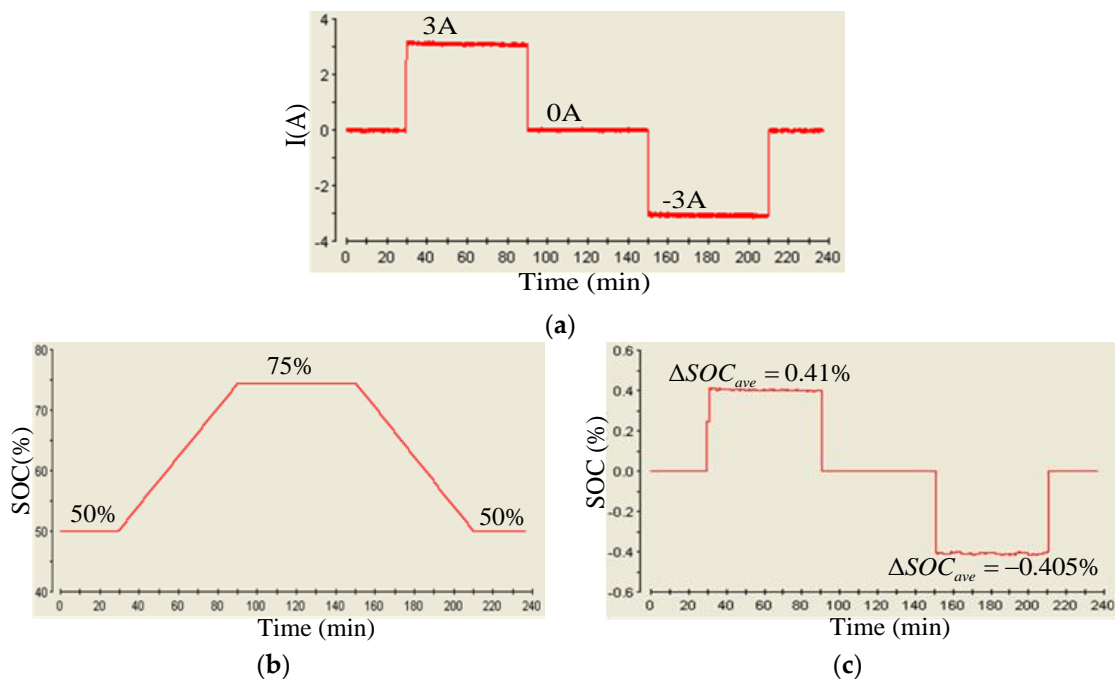 4
3A
2
I(A)
0
0A
-2
-3A
-4
0 20 40 60 80 100 120 140 160 180 200 220 240
Time (min)
(a)
80
75%
70
SOC(%)
60
50% 50%
50
40
0 20 40 60 80 100 120 140 160 180 200 220 240
Time (min)
(b)
0.6
ΔSOC_ave = 0.41%
0.4
0.2
SOC (%)
0.0
-0.2
-0.4
ΔSOC_ave = −0.405%
-0.6
0 20 40 60 80 100 120 140 160 180 200 220 240
Time (min)
(c)